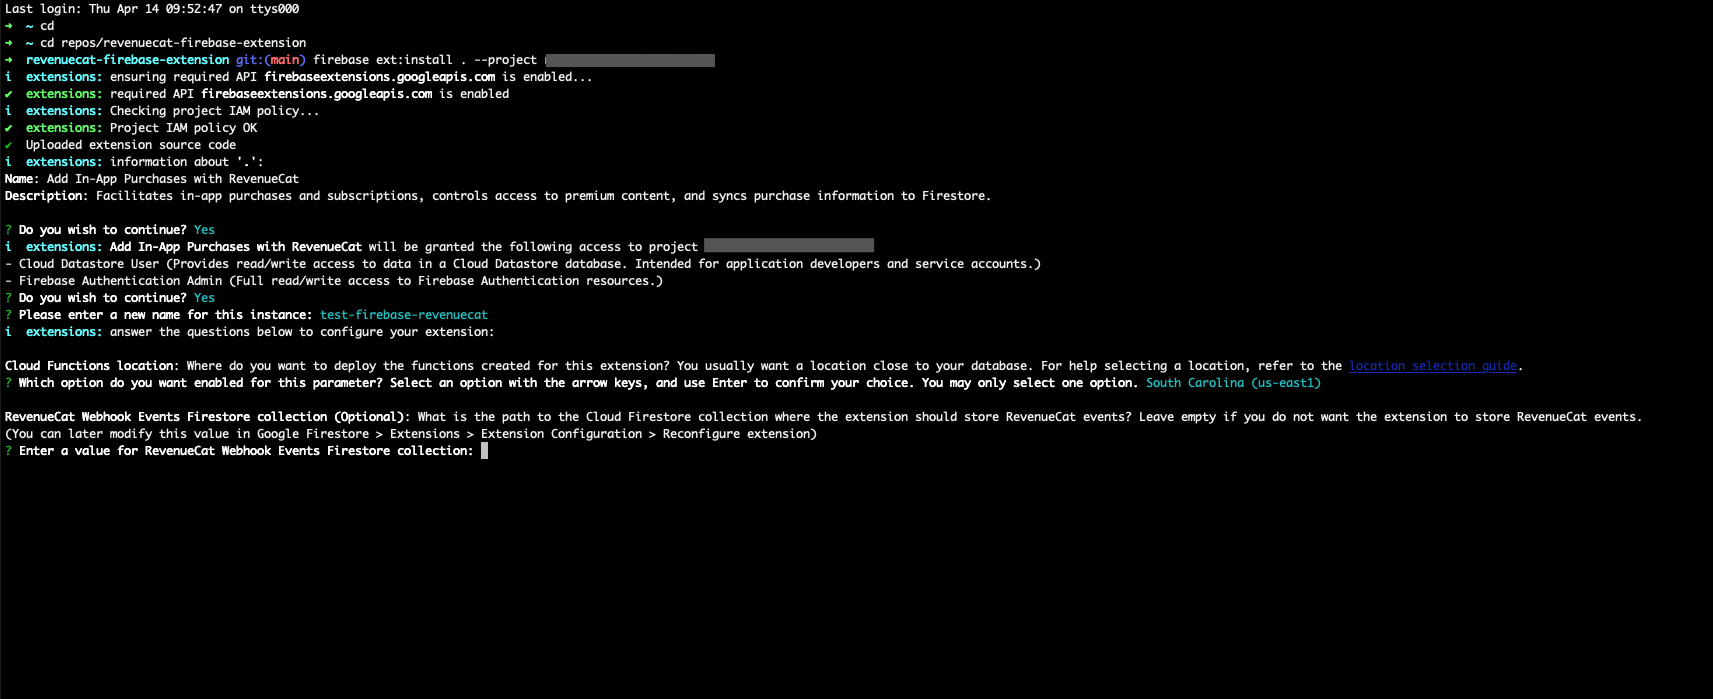 Last login: Thu Apr 14 09:52:47 on ttys000
➜  ~ cd
➜  ~ cd repos/revenuecat-firebase-extension
➜  revenuecat-firebase-extension git:(main) firebase ext:install . --project
i  extensions: ensuring required API firebaseextensions.googleapis.com is enabled...
✔  extensions: required API firebaseextensions.googleapis.com is enabled
i  extensions: Checking project IAM policy...
✔  extensions: Project IAM policy OK
✔  Uploaded extension source code
i  extensions: information about '.':
Name: Add In-App Purchases with RevenueCat
Description: Facilitates in-app purchases and subscriptions, controls access to premium content, and syncs purchase information to Firestore.
? Do you wish to continue? Yes
i  extensions: Add In-App Purchases with RevenueCat will be granted the following access to project
- Cloud Datastore User (Provides read/write access to data in a Cloud Datastore database. Intended for application developers and service accounts.)
- Firebase Authentication Admin (Full read/write access to Firebase Authentication resources.)
? Do you wish to continue? Yes
? Please enter a new name for this instance: test-firebase-revenuecat
i  extensions: answer the questions below to configure your extension:
Cloud Functions location: Where do you want to deploy the functions created for this extension? You usually want a location close to your database. For help selecting a location, refer to the location selection guide.
? Which option do you want enabled for this parameter? Select an option with the arrow keys, and use Enter to confirm your choice. You may only select one option. South Carolina (us-east1)
RevenueCat Webhook Events Firestore collection (Optional): What is the path to the Cloud Firestore collection where the extension should store RevenueCat events? Leave empty if you do not want the extension to store RevenueCat events.
(You can later modify this value in Google Firestore > Extensions > Extension Configuration > Reconfigure extension)
? Enter a value for RevenueCat Webhook Events Firestore collection: